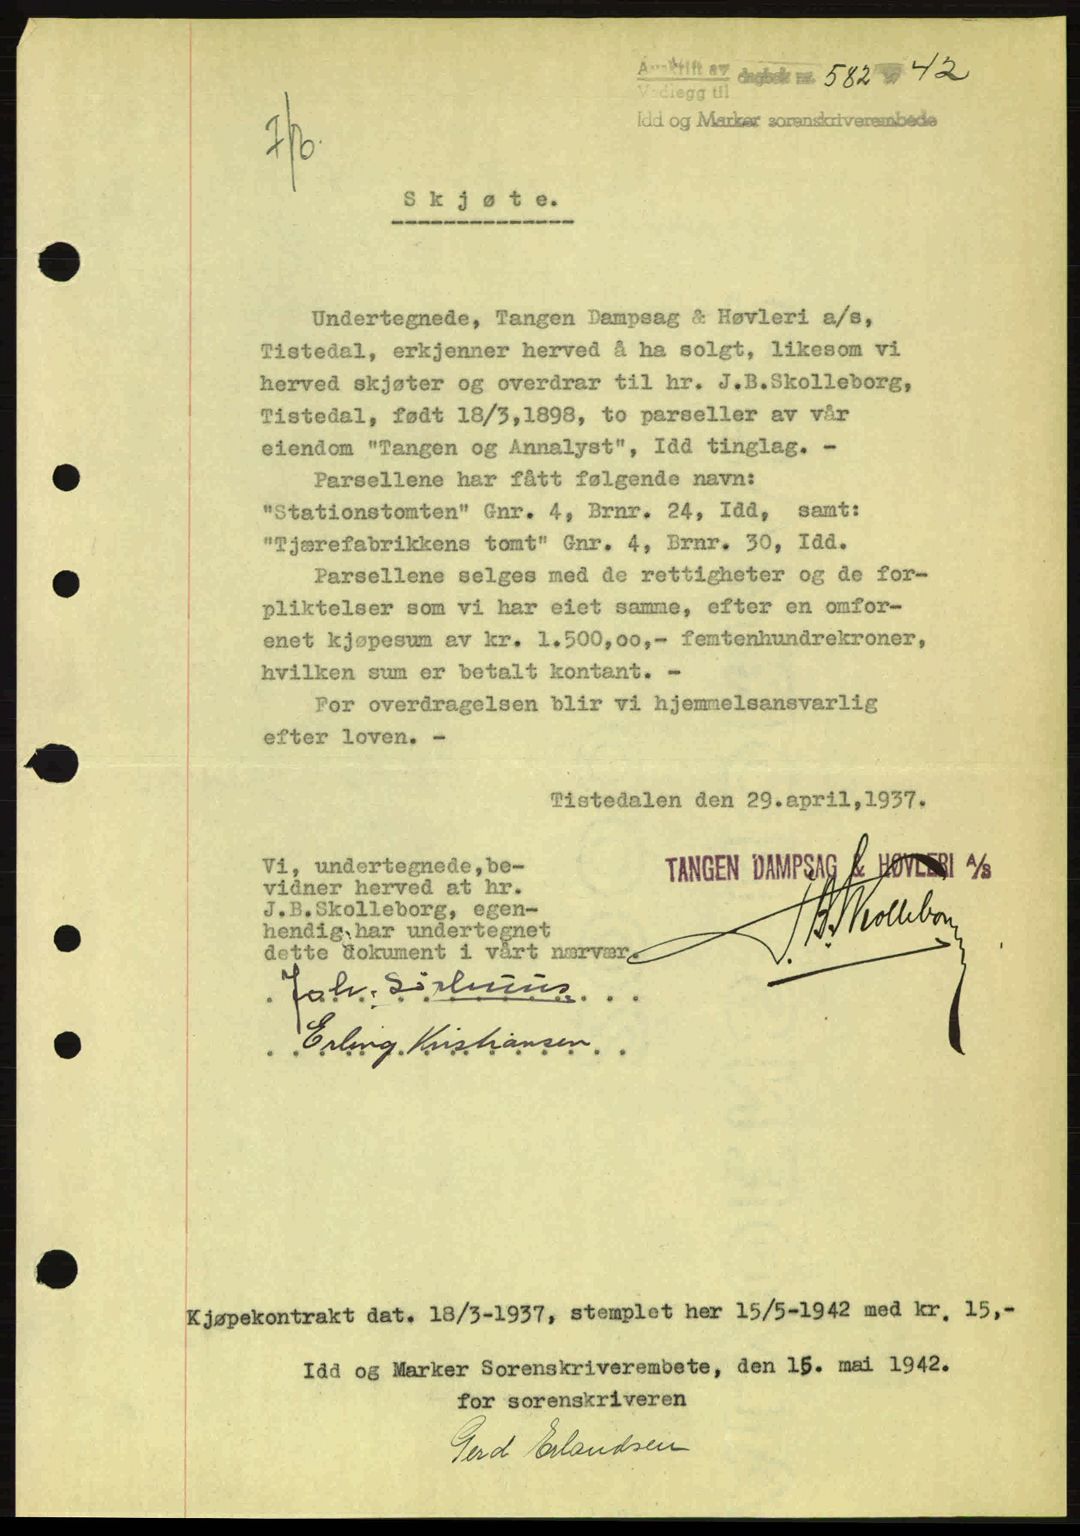 Avskrift av dagbok nr. 582 42
Vedlegg til
Idd og Marker sorenskriverembede
7/6.
Skjøte.
Undertegnede, Tangen Dampsag & Høvleri a/s,
Tistedal, erkjenner herved å ha solgt, likesom vi
herved skjøter og overdrar til hr. J.B.Skolleborg,
Tistedal, født 18/3,1898, to parseller av vår
eiendom "Tangen og Annalyst", Idd tinglag. -
Parsellene har fått følgende navn:
"Stationstomten" Gnr. 4, Brnr. 24, Idd, samt:
"Tjærefabrikkens tomt" Gnr. 4, Brnr. 30, Idd.
Parsellene selges med de rettigheter og de for-
pliktelser som vi har eiet samme, efter en omfor-
enet kjøpesum av kr. 1.500,oo,- femtenhundrekroner,
hvilken sum er betalt kontant. -
For overdragelsen blir vi hjemmelsansvarlig
efter loven. -
Tistedalen den 29.april,1937.
TANGEN DAMPSAG & HØVLERI A/S
J.B.Skolleborg
Vi, undertegnede,be-
vidner herved at hr.
J.B.Skolleborg, egen-
hendig har undertegnet
dette dokument i vårt nærvær.
Erling Kristiansen
Kjøpekontrakt dat. 18/3-1937, stemplet her 15/5-1942 med kr. 15,-
Idd og Marker Sorenskriverembete, den 15. mai 1942.
for sorenskriveren
Gerd Erlandsen